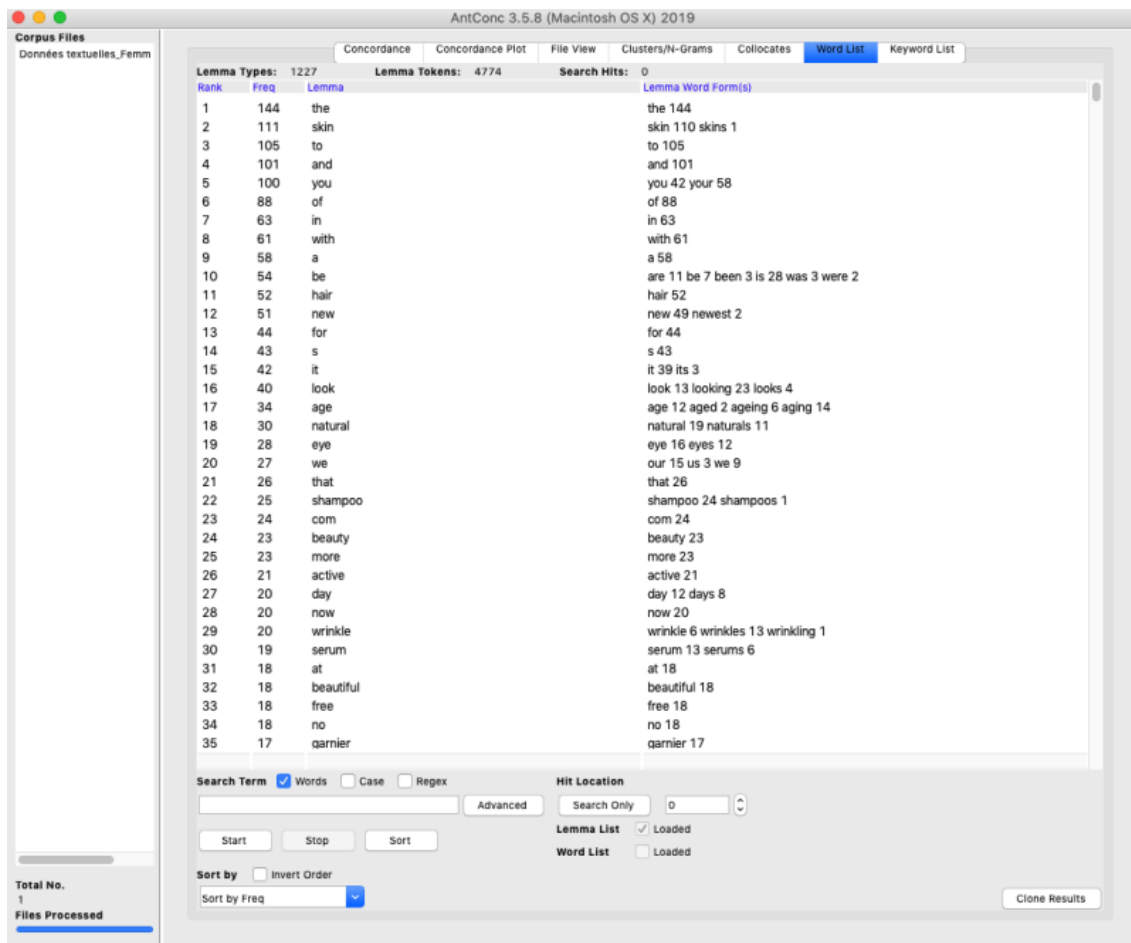 AntConc 3.5.8 (Macintosh OS X) 2019
Corpus Files
Données textuelles_Femm
Concordance Concordance Plot File View Clusters/N-Grams Collocates Word List Keyword List
Lemma Types: 1227 Lemma Tokens: 4774 Search Hits: 0
Rank Freq Lemma Lemma Word Form(s)
1 144 the the 144
2 111 skin skin 110 skins 1
3 105 to to 105
4 101 and and 101
5 100 you you 42 your 58
6 88 of of 88
7 63 in in 63
8 61 with with 61
9 58 a a 58
10 54 be are 11 be 7 been 3 is 28 was 3 were 2
11 52 hair hair 52
12 51 new new 49 newest 2
13 44 for for 44
14 43 s s 43
15 42 it it 39 its 3
16 40 look look 13 looking 23 looks 4
17 34 age age 12 aged 2 ageing 6 aging 14
18 30 natural natural 19 naturals 11
19 28 eye eye 16 eyes 12
20 27 we our 15 us 3 we 9
21 26 that that 26
22 25 shampoo shampoo 24 shampoos 1
23 24 com com 24
24 23 beauty beauty 23
25 23 more more 23
26 21 active active 21
27 20 day day 12 days 8
28 20 now now 20
29 20 wrinkle wrinkle 6 wrinkles 13 wrinkling 1
30 19 serum serum 13 serums 6
31 18 at at 18
32 18 beautiful beautiful 18
33 18 free free 18
34 18 no no 18
35 17 garnier garnier 17
Search Term Words Case Regex Hit Location
Advanced Search Only 0
Lemma List Loaded
Start Stop Sort
Word List Loaded
Sort by Invert Order
Total No.
1
Sort by Freq Clone Results
Files Processed